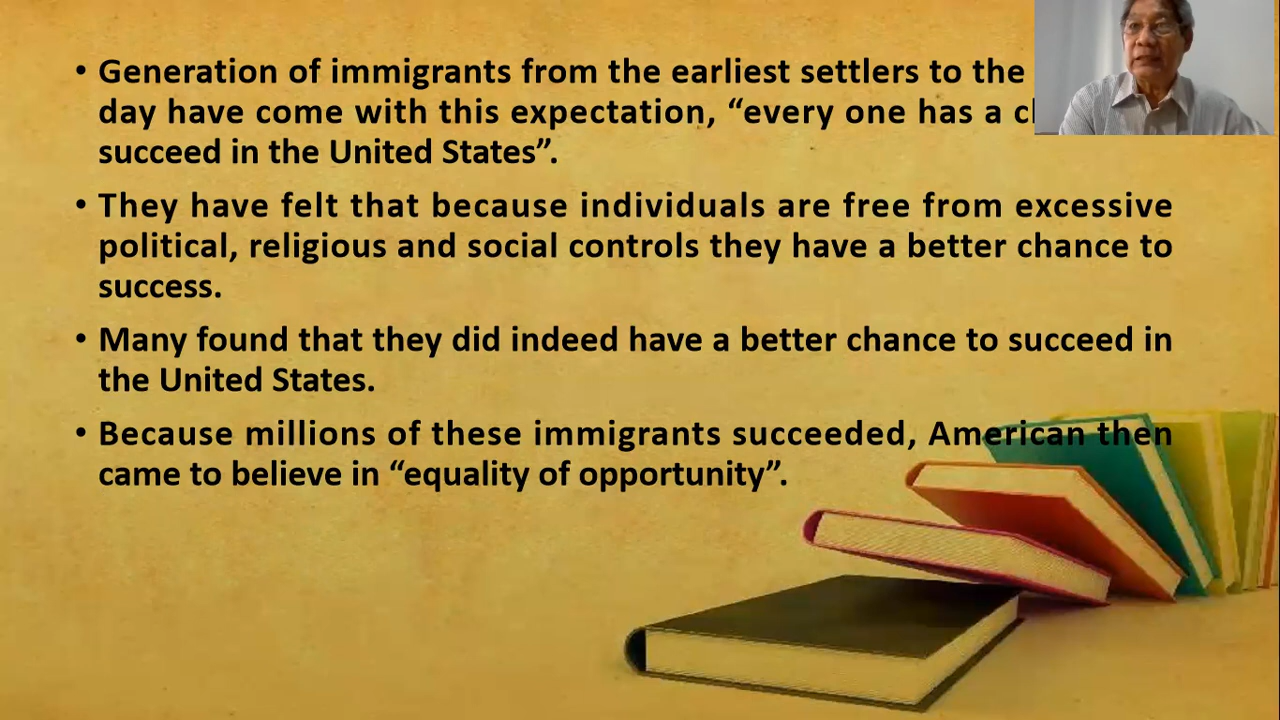 • Generation of immigrants from the earliest settlers to the
day have come with this expectation, “every one has a
succeed in the United States”.
• They have felt that because individuals are free from excessive
political, religious and social controls they have a better chance to
success.
• Many found that they did indeed have a better chance to succeed in
the United States.
• Because millions of these immigrants succeeded, American then
came to believe in “equality of opportunity”.